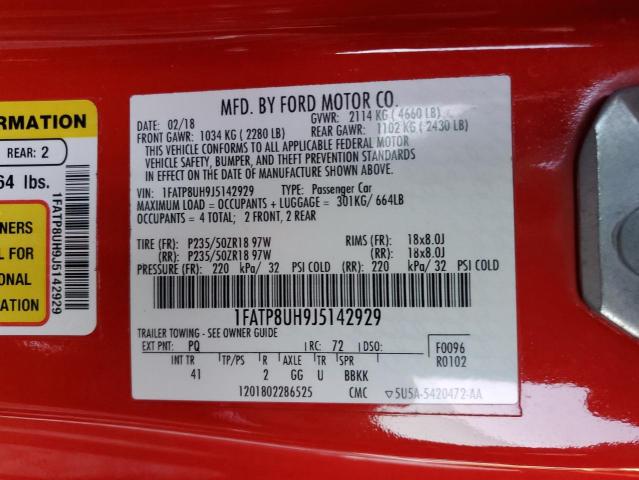 ORMATION
REAR: 2
64 lbs.
NERS
L FOR
ONAL
ATION
1FATP8UH9J5142929
MFD. BY FORD MOTOR CO.
DATE: 02/18 GVWR: 2114 KG ( 4660 LB)
FRONT GAWR: 1034 KG ( 2280 LB) REAR GAWR: 1102 KG ( 2430 LB)
THIS VEHICLE CONFORMS TO ALL APPLICABLE FEDERAL MOTOR
VEHICLE SAFETY, BUMPER, AND THEFT PREVENTION STANDARDS
IN EFFECT ON THE DATE OF MANUFACTURE SHOWN ABOVE.
VIN: 1FATP8UH9J5142929 TYPE: Passenger Car
MAXIMUM LOAD = OCCUPANTS + LUGGAGE = 301KG/ 664LB
OCCUPANTS = 4 TOTAL; 2 FRONT, 2 REAR
TIRE (FR): P235/50ZR18 97W RIMS (FR): 18x8.0J
(RR): P235/50ZR18 97W (RR): 18x8.0J
PRESSURE (FR): 220 kPa/ 32 PSI COLD (RR): 220 kPa/ 32 PSI COLD
1FATP8UH9J5142929
TRAILER TOWING - SEE OWNER GUIDE
EXT PNT: PQ RC: 72 DSO: F0096
R0102
INT TR TP/PS R AXLE TR SPR
41 2 GG U BBKK
1201802286525 CMC ▽5U5A-5420472-AA